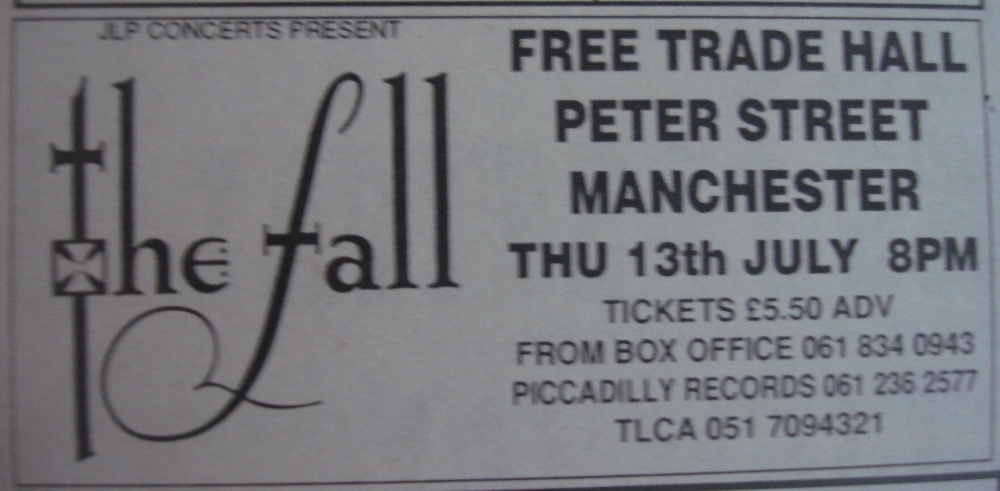 JLP CONCERTS PRESENT
the fall
FREE TRADE HALL
PETER STREET
MANCHESTER
THU 13th JULY 8PM
TICKETS £5.50 ADV
FROM BOX OFFICE 061 834 0943
PICCADILLY RECORDS 061 236 2577
TLCA 051 7094321